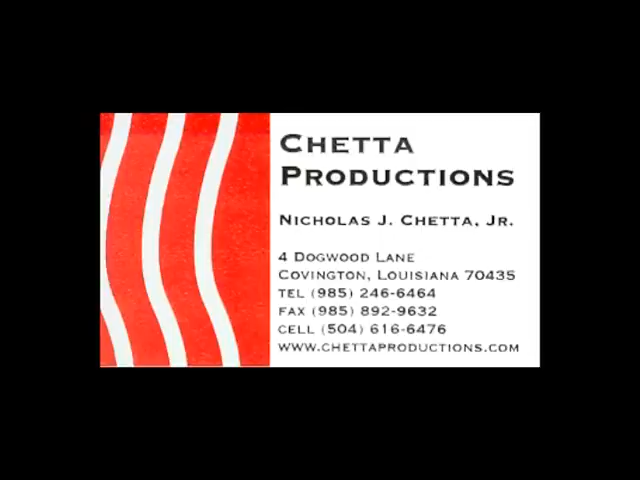 CHETTA
PRODUCTIONS
NICHOLAS J. CHETTA, JR.
4 DOGWOOD LANE
COVINGTON, LOUISIANA 70435
TEL (985) 246-6464
FAX (985) 892-9632
CELL (504) 616-6476
WWW.CHETTAPRODUCTIONS.COM